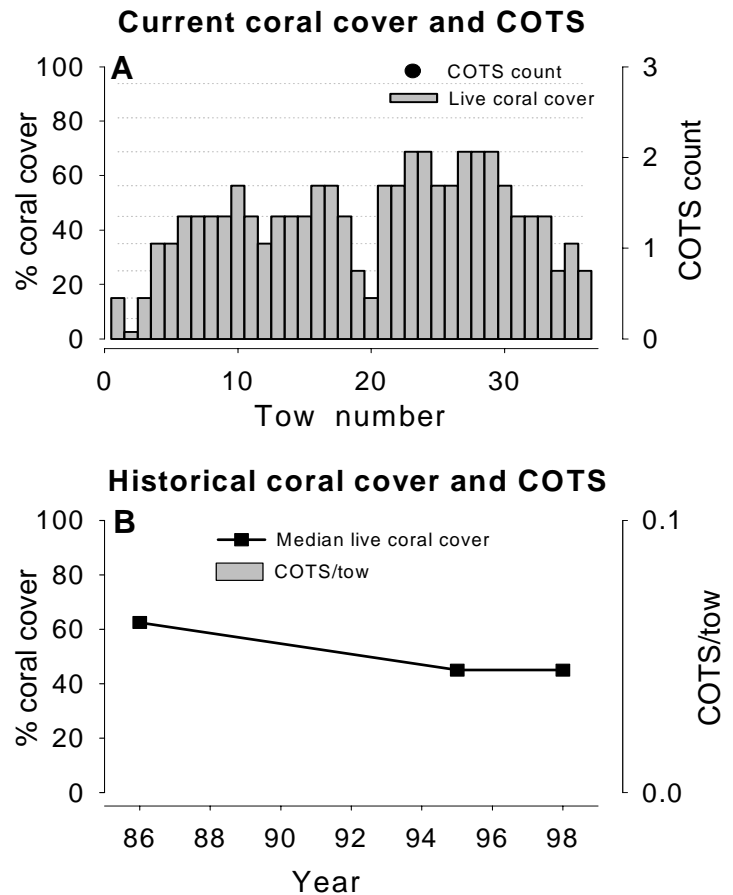 Current coral cover and COTS
A
COTS count
Live coral cover
100
80
60
40
20
0
% coral cover
3
2
1
0
COTS count
0 10 20 30
Tow number
Historical coral cover and COTS
B
Median live coral cover
COTS/tow
100
80
60
40
20
0
% coral cover
0.1
0.0
COTS/tow
86 88 90 92 94 96 98
Year